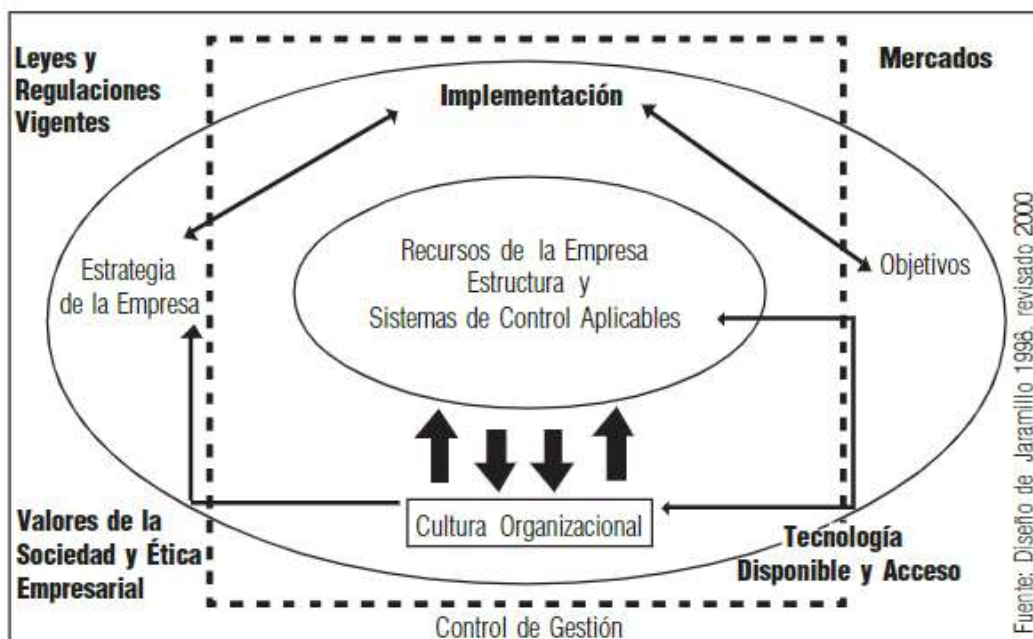 Leyes y
Regulaciones
Vigentes
Mercados
Implementación
Estrategia
de la Empresa
Recursos de la Empresa
Estructura y
Sistemas de Control Aplicables
Objetivos
Cultura Organizacional
Valores de la
Sociedad y Ética
Empresarial
Tecnología
Disponible y Acceso
Control de Gestión
Fuente: Diseño de Jaramillo 1998, revisado 2000